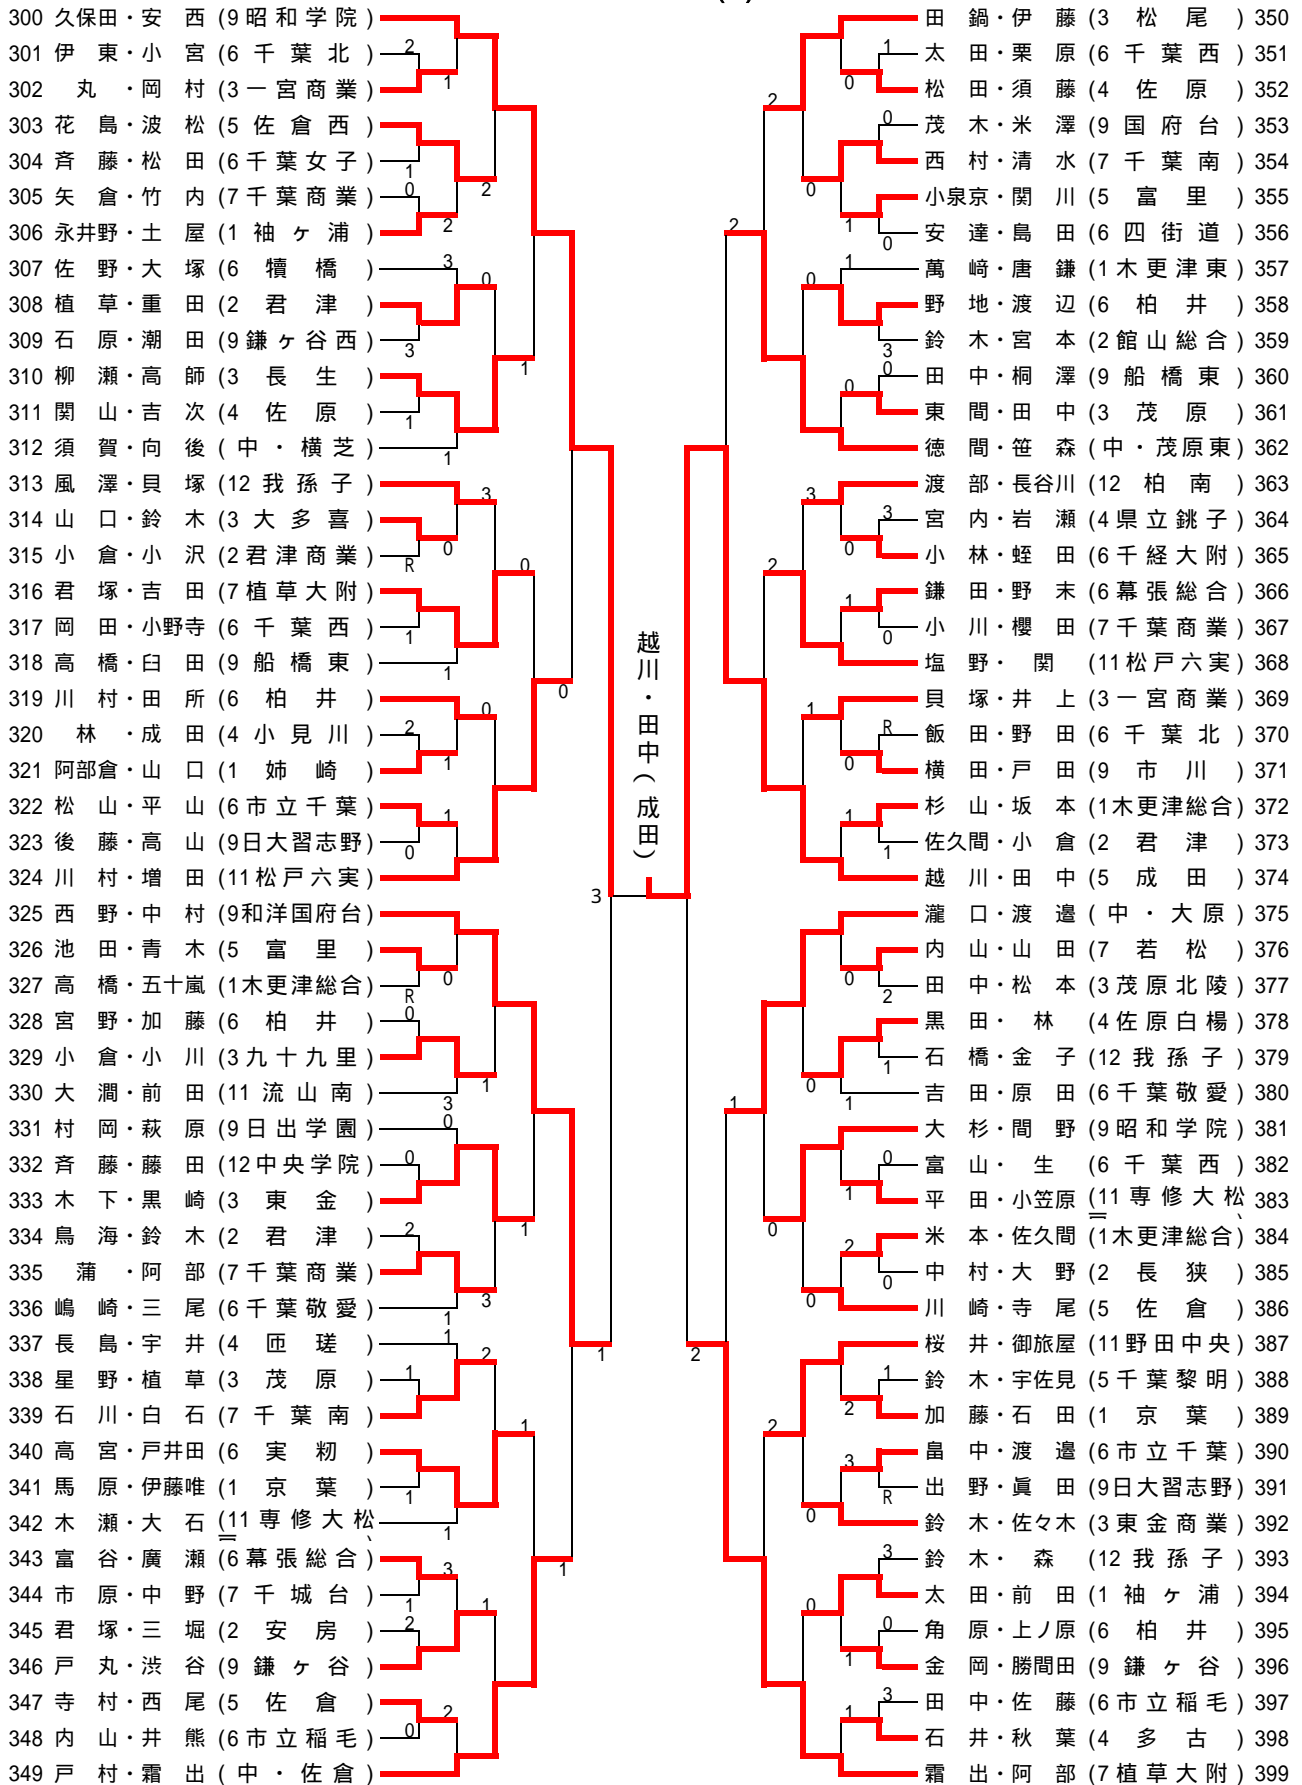 300 久保田・安 西 (9 昭和学院)
301 伊 東・小 宮 (6 千 葉 北)
302 丸 ・岡 村 (3 一宮商業)
303 花 島・波 松 (5 佐 倉 西)
304 斉 藤・松 田 (6 千葉女子)
305 矢 倉・竹 内 (7 千葉商業)
306 永井野・土 屋 (1 袖 ヶ 浦)
307 佐 野・大 塚 (6 犢 橋)
308 植 草・重 田 (2 君 津)
309 石 原・潮 田 (9 鎌ヶ谷西)
310 柳 瀬・高 師 (3 長 生)
311 関 山・吉 次 (4 佐 原)
312 須 賀・向 後 (中・横芝)
313 風 澤・貝 塚 (12 我 孫 子)
314 山 口・鈴 木 (3 大 多 喜)
315 小 倉・小 沢 (2 君津商業)
316 君 塚・吉 田 (7 植草大附)
317 岡 田・小野寺 (6 千 葉 西)
318 高 橋・臼 田 (9 船 橋 東)
319 川 村・田 所 (6 柏 井)
320 林 ・成 田 (4 小 見 川)
321 阿部倉・山 口 (1 姉 崎)
322 松 山・平 山 (6 市立千葉)
323 後 藤・高 山 (9 日大習志野)
324 川 村・増 田 (11 松戸六実)
325 西 野・中 村 (9 和洋国府台)
326 池 田・青 木 (5 富 里)
327 高 橋・五十嵐 (1 木更津総合)
328 宮 野・加 藤 (6 柏 井)
329 小 倉・小 川 (3 九十九里)
330 大 澗・前 田 (11 流 山 南)
331 村 岡・萩 原 (9 日出学園)
332 斉 藤・藤 田 (12 中央学院)
333 木 下・黒 崎 (3 東 金)
334 鳥 海・鈴 木 (2 君 津)
335 蒲 ・阿 部 (7 千葉商業)
336 嶋 崎・三 尾 (6 千葉敬愛)
337 長 島・宇 井 (4 匝 瑳)
338 星 野・植 草 (3 茂 原)
339 石 川・白 石 (7 千 葉 南)
340 高 宮・戸井田 (6 実 籾)
341 馬 原・伊藤唯 (1 京 葉)
342 木 瀬・大 石 (11 専修大松
343 富 谷・廣 瀬 (6 幕張総合)
344 市 原・中 野 (7 千 城 台)
345 君 塚・三 堀 (2 安 房)
346 戸 丸・渋 谷 (9 鎌 ヶ 谷)
347 寺 村・西 尾 (5 佐 倉)
348 内 山・井 熊 (6 市立稲毛)
349 戸 村・霜 出 (中・佐倉)
越川・田中(成田)
田 鍋・伊 藤 (3 松 尾) 350
太 田・栗 原 (6 千 葉 西) 351
松 田・須 藤 (4 佐 原) 352
茂 木・米 澤 (9 国 府 台) 353
西 村・清 水 (7 千 葉 南) 354
小泉京・関 川 (5 富 里) 355
安 達・島 田 (6 四 街 道) 356
萬 﨑・唐 鎌 (1 木更津東) 357
野 地・渡 辺 (6 柏 井) 358
鈴 木・宮 本 (2 館山総合) 359
田 中・桐 澤 (9 船 橋 東) 360
東 間・田 中 (3 茂 原) 361
徳 間・笹 森 (中・茂原東) 362
渡 部・長谷川 (12 柏 南) 363
宮 内・岩 瀬 (4 県立銚子) 364
小 林・蛭 田 (6 千経大附) 365
鎌 田・野 末 (6 幕張総合) 366
小 川・櫻 田 (7 千葉商業) 367
塩 野・ 関 (11 松戸六実) 368
貝 塚・井 上 (3 一宮商業) 369
飯 田・野 田 (6 千 葉 北) 370
横 田・戸 田 (9 市 川) 371
杉 山・坂 本 (1 木更津総合) 372
佐久間・小 倉 (2 君 津) 373
越 川・田 中 (5 成 田) 374
瀧 口・渡 邉 (中・大原) 375
内 山・山 田 (7 若 松) 376
田 中・松 本 (3 茂原北陵) 377
黒 田・ 林 (4 佐原白楊) 378
石 橋・金 子 (12 我 孫 子) 379
吉 田・原 田 (6 千葉敬愛) 380
大 杉・間 野 (9 昭和学院) 381
富 山・ 生 (6 千 葉 西) 382
平 田・小笠原 (11 専修大松 383
米 本・佐久間 (1 木更津総合) 384
中 村・大 野 (2 長 狭) 385
川 崎・寺 尾 (5 佐 倉) 386
桜 井・御旅屋 (11 野田中央) 387
鈴 木・宇佐見 (5 千葉黎明) 388
加 藤・石 田 (1 京 葉) 389
畠 中・渡 邉 (6 市立千葉) 390
出 野・眞 田 (9 日大習志野) 391
鈴 木・佐々木 (3 東金商業) 392
鈴 木・ 森 (12 我 孫 子) 393
太 田・前 田 (1 袖 ヶ 浦) 394
角 原・上ノ原 (6 柏 井) 395
金 岡・勝間田 (9 鎌 ヶ 谷) 396
田 中・佐 藤 (6 市立稲毛) 397
石 井・秋 葉 (4 多 古) 398
霜 出・阿 部 (7 植草大附) 399